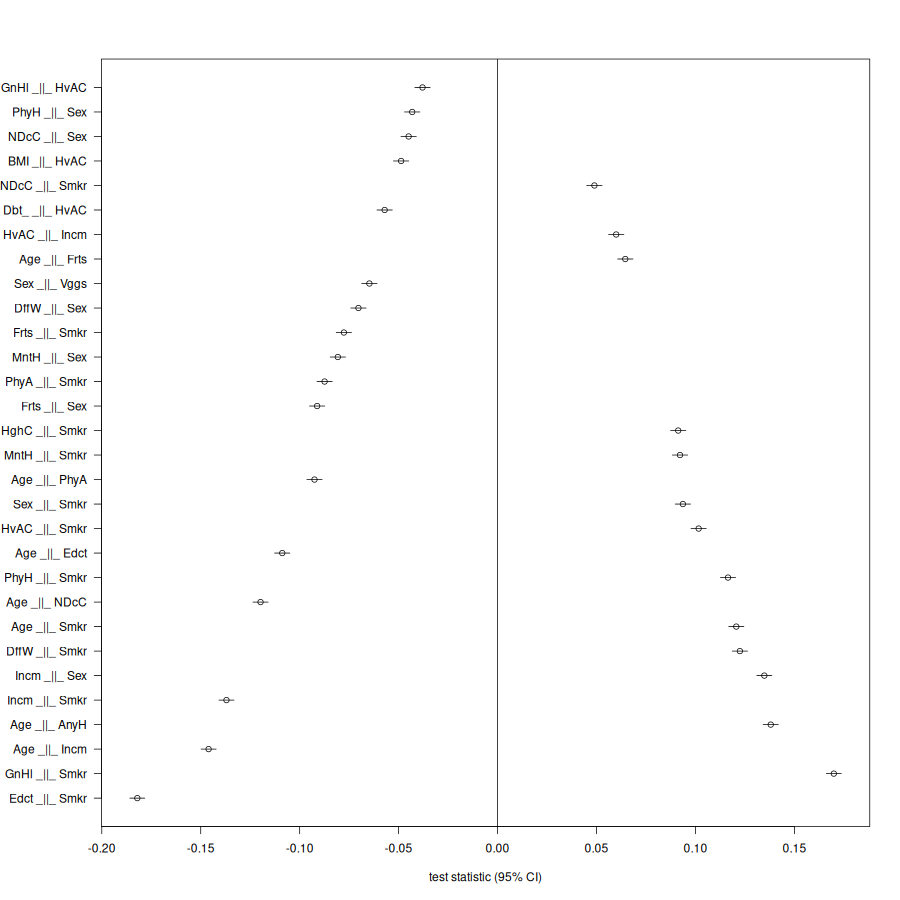 GnHl _||_ HvAC
PhyH _||_ Sex
NDcC _||_ Sex
BMI _||_ HvAC
NDcC _||_ Smkr
Dbt_ _||_ HvAC
HvAC _||_ Incm
Age _||_ Frts
Sex _||_ Vggs
DffW _||_ Sex
Frts _||_ Smkr
MntH _||_ Sex
PhyA _||_ Smkr
Frts _||_ Sex
HghC _||_ Smkr
MntH _||_ Smkr
Age _||_ PhyA
Sex _||_ Smkr
HvAC _||_ Smkr
Age _||_ Edct
PhyH _||_ Smkr
Age _||_ NDcC
Age _||_ Smkr
DffW _||_ Smkr
Incm _||_ Sex
Incm _||_ Smkr
Age _||_ AnyH
Age _||_ Incm
GnHl _||_ Smkr
Edct _||_ Smkr
-0.20 -0.15 -0.10 -0.05 0.00 0.05 0.10 0.15
test statistic (95% CI)